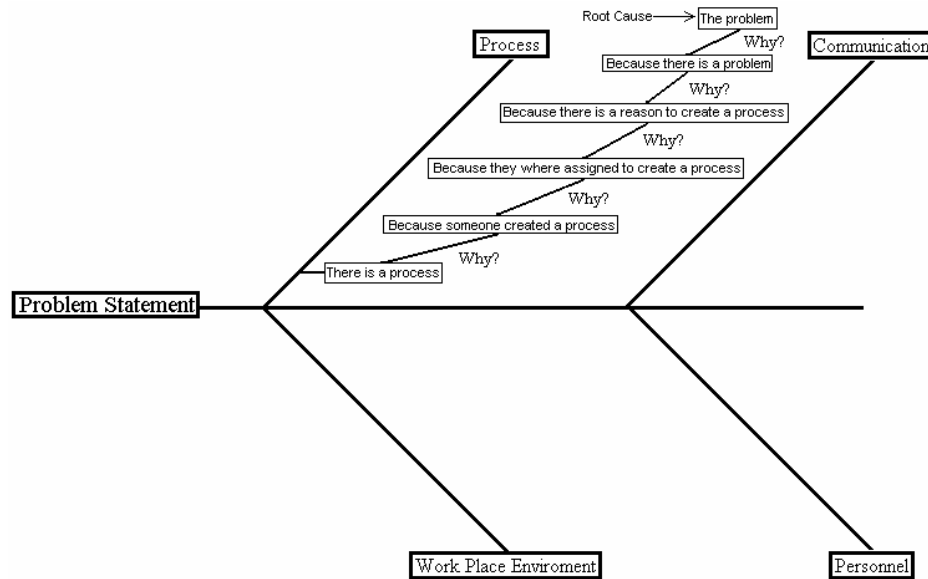 Root Cause
The problem
Process
Why?
Communication
Because there is a problem
Why?
Because there is a reason to create a process
Why?
Because they where assigned to create a process
Why?
Because someone created a process
Why?
There is a process
Problem Statement
Work Place Enviroment
Personnel